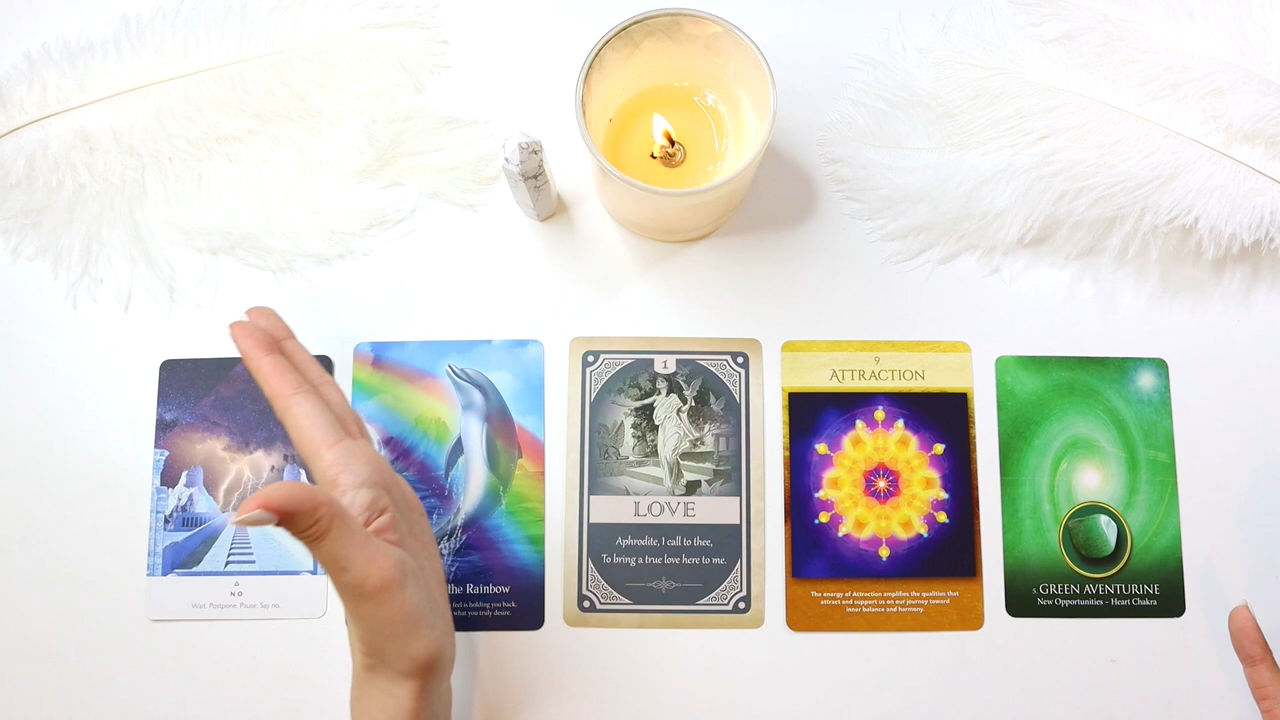 NO
Wait. Postpone. Pause. Say no.
the Rainbow
feel is holding you back.
what you truly desire.
1
LOVE
Aphrodite, I call to thee,
To bring a true love here to me.
9
ATTRACTION
The energy of Attraction amplifies the qualities that
attract and support us on our journey toward
inner balance and harmony.
5. GREEN AVENTURINE
New Opportunities – Heart Chakra